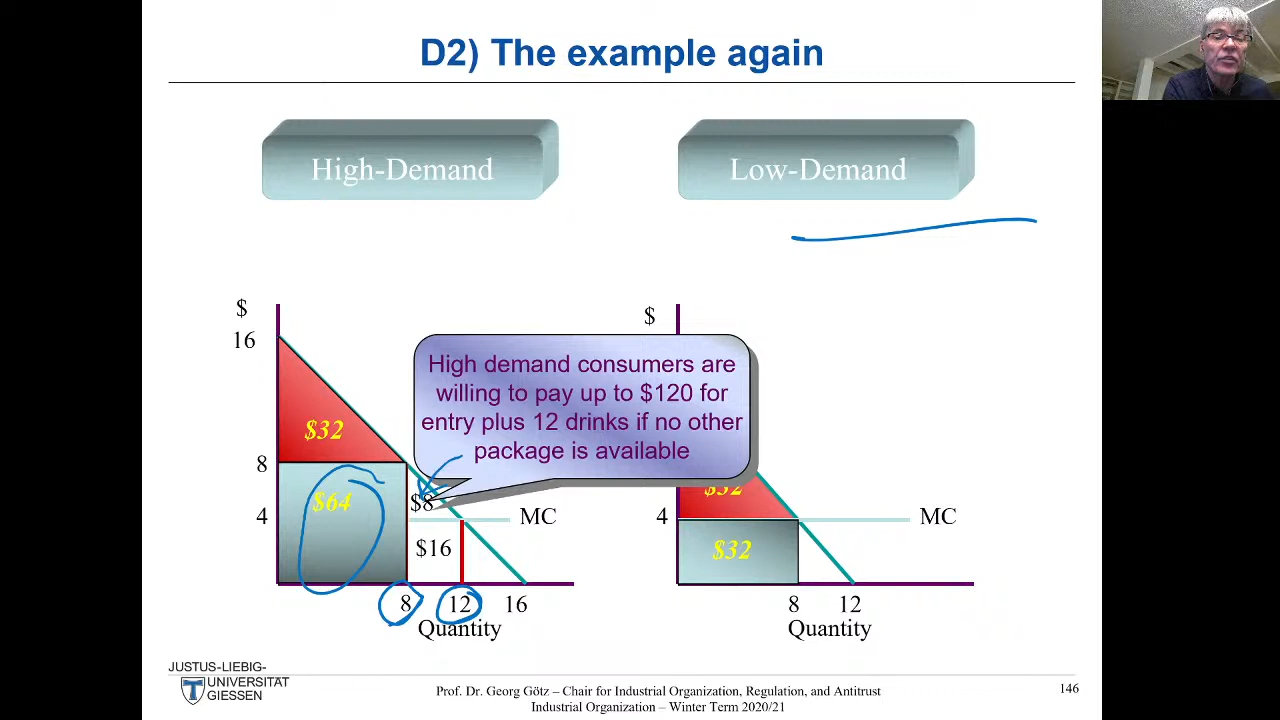 D2) The example again
High-Demand
Low-Demand
$
16
8
4
$32
$64
$8
$16
MC
8
12
16
Quantity
High demand consumers are
willing to pay up to $120 for
entry plus 12 drinks if no other
package is available
$
4
$32
$32
MC
8
12
Quantity
JUSTUS-LIEBIG-
UNIVERSITÄT
GIESSEN
Prof. Dr. Georg Götz – Chair for Industrial Organization, Regulation, and Antitrust
Industrial Organization – Winter Term 2020/21
146